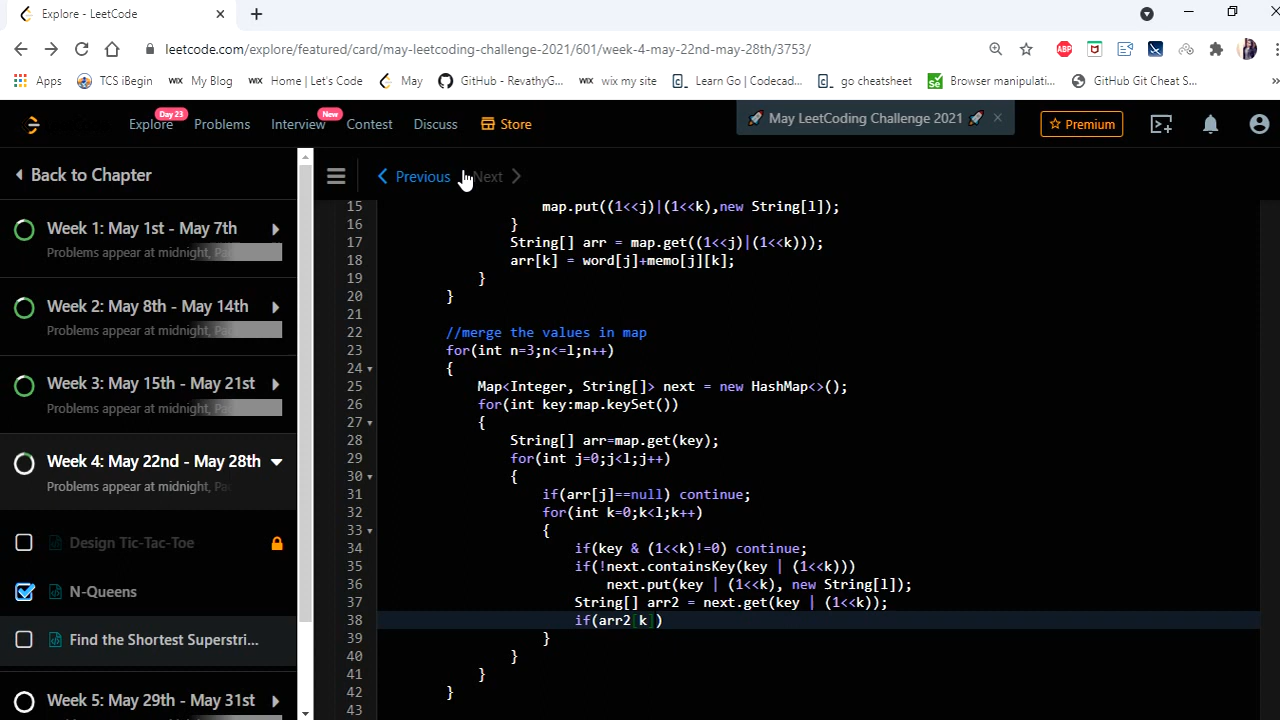 Explore - LeetCode
leetcode.com/explore/featured/card/may-leetcoding-challenge-2021/601/week-4-may-22nd-may-28th/3753/
ABP
Apps TCS iBegin WIX My Blog WIX Home | Let's Code May GitHub - RevathyG... WIX wix my site Learn Go | Codecad... go cheatsheet Se Browser manipulati... GitHub Git Cheat S... »
Day 23 New
Explore Problems Interview Contest Discuss Store 🚀 May LeetCoding Challenge 2021 🚀 Premium
Back to Chapter
Previous Next
Week 1: May 1st - May 7th
Problems appear at midnight, Pac
Week 2: May 8th - May 14th
Problems appear at midnight, Pac
Week 3: May 15th - May 21st
Problems appear at midnight, Pac
Week 4: May 22nd - May 28th
Problems appear at midnight, Pac
Design Tic-Tac-Toe
N-Queens
Find the Shortest Superstri...
Week 5: May 29th - May 31st
15 map.put((1<<j)|(1<<k),new String[l]);
16 }
17 String[] arr = map.get((1<<j)|(1<<k));
18 arr[k] = word[j]+memo[j][k];
19 }
20 }
21
22 //merge the values in map
23 for(int n=3;n<=l;n++)
24 {
25 Map<Integer, String[]> next = new HashMap<>();
26 for(int key:map.keySet())
27 {
28 String[] arr=map.get(key);
29 for(int j=0;j<l;j++)
30 {
31 if(arr[j]==null) continue;
32 for(int k=0;k<l;k++)
33 {
34 if(key & (1<<k)!=0) continue;
35 if(!next.containsKey(key | (1<<k)))
36 next.put(key | (1<<k), new String[l]);
37 String[] arr2 = next.get(key | (1<<k));
38 if(arr2[k])
39 }
40 }
41 }
42 }
43